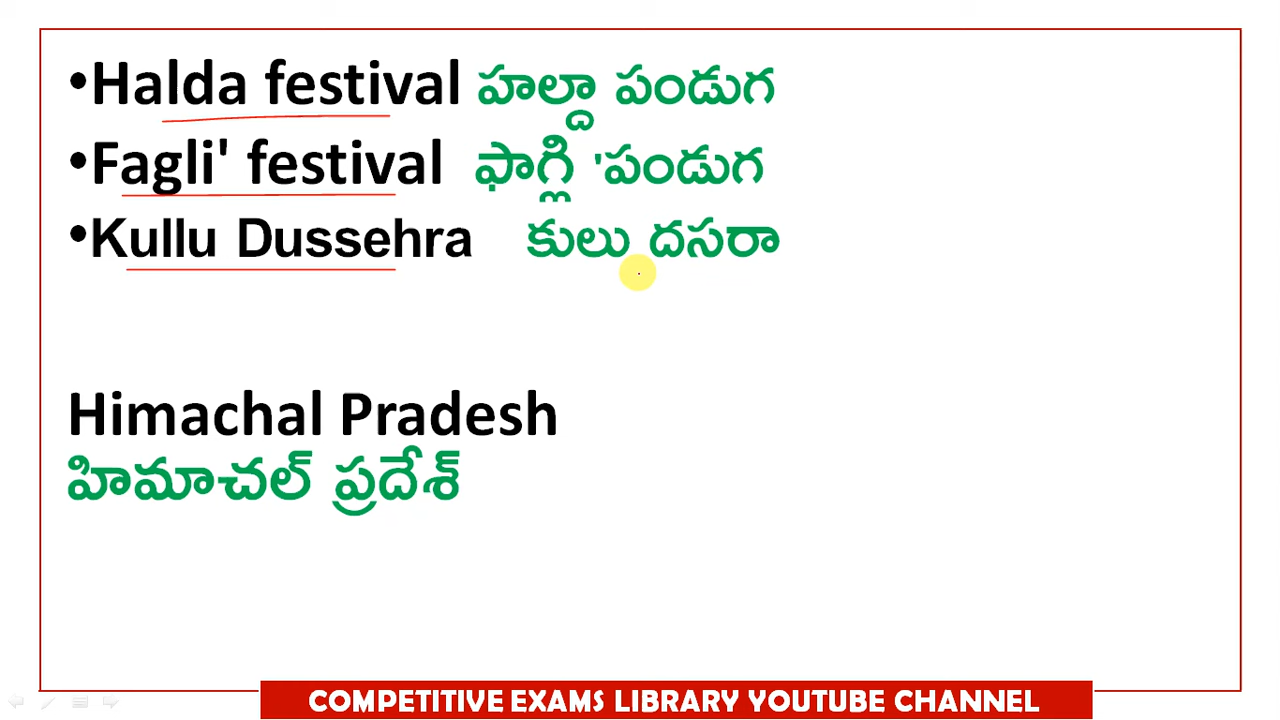 •Halda festival హల్దా పండుగ
•Fagli' festival ఫాగ్లి 'పండుగ
•Kullu Dussehra కులు దసరా
Himachal Pradesh
హిమాచల్ ప్రదేశ్
COMPETITIVE EXAMS LIBRARY YOUTUBE CHANNEL